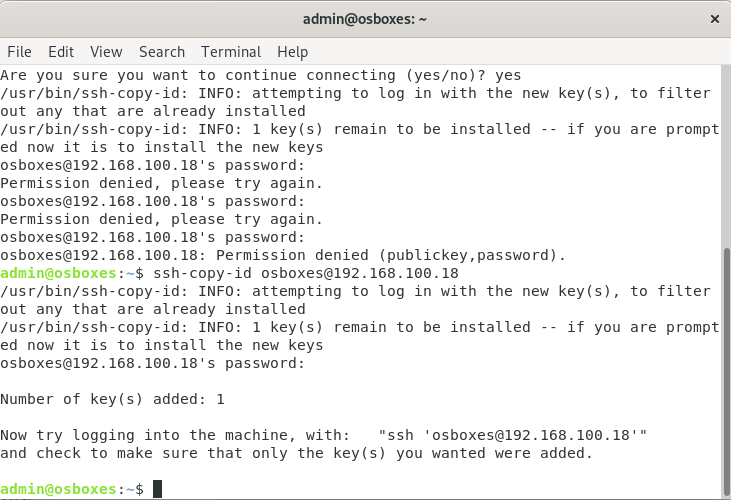 admin@osboxes: ~
×
File Edit View Search Terminal Help
Are you sure you want to continue connecting (yes/no)? yes
/usr/bin/ssh-copy-id: INFO: attempting to log in with the new key(s), to filter
out any that are already installed
/usr/bin/ssh-copy-id: INFO: 1 key(s) remain to be installed -- if you are prompt
ed now it is to install the new keys
osboxes@192.168.100.18's password:
Permission denied, please try again.
osboxes@192.168.100.18's password:
Permission denied, please try again.
osboxes@192.168.100.18's password:
osboxes@192.168.100.18: Permission denied (publickey,password).
admin@osboxes:~$ ssh-copy-id osboxes@192.168.100.18
/usr/bin/ssh-copy-id: INFO: attempting to log in with the new key(s), to filter
out any that are already installed
/usr/bin/ssh-copy-id: INFO: 1 key(s) remain to be installed -- if you are prompt
ed now it is to install the new keys
osboxes@192.168.100.18's password:
Number of key(s) added: 1
Now try logging into the machine, with:   "ssh 'osboxes@192.168.100.18'"
and check to make sure that only the key(s) you wanted were added.
admin@osboxes:~$